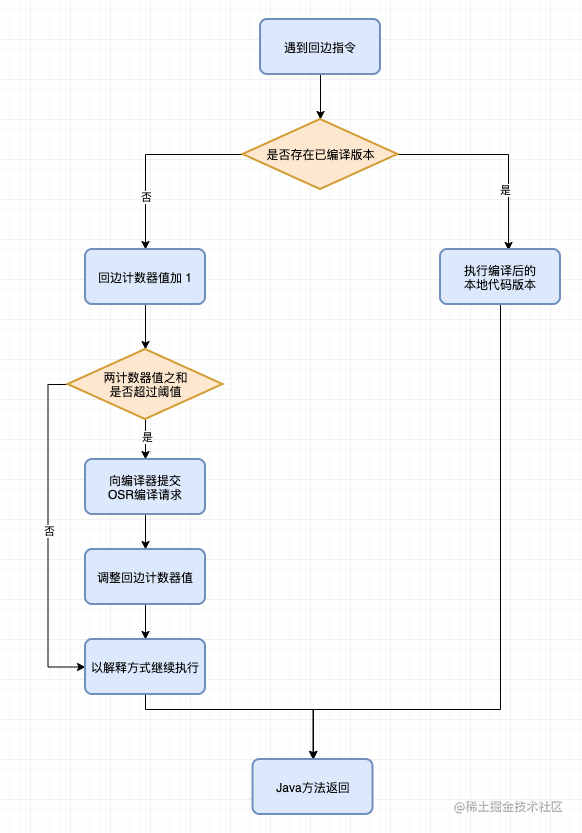 遇到回边指令
是否存在已编译版本
否
是
回边计数器值加 1
执行编译后的
本地代码版本
两计数器值之和
是否超过阈值
是
向编译器提交
OSR编译请求
否
调整回边计数器值
以解释方式继续执行
Java方法返回
@稀土掘金技术社区